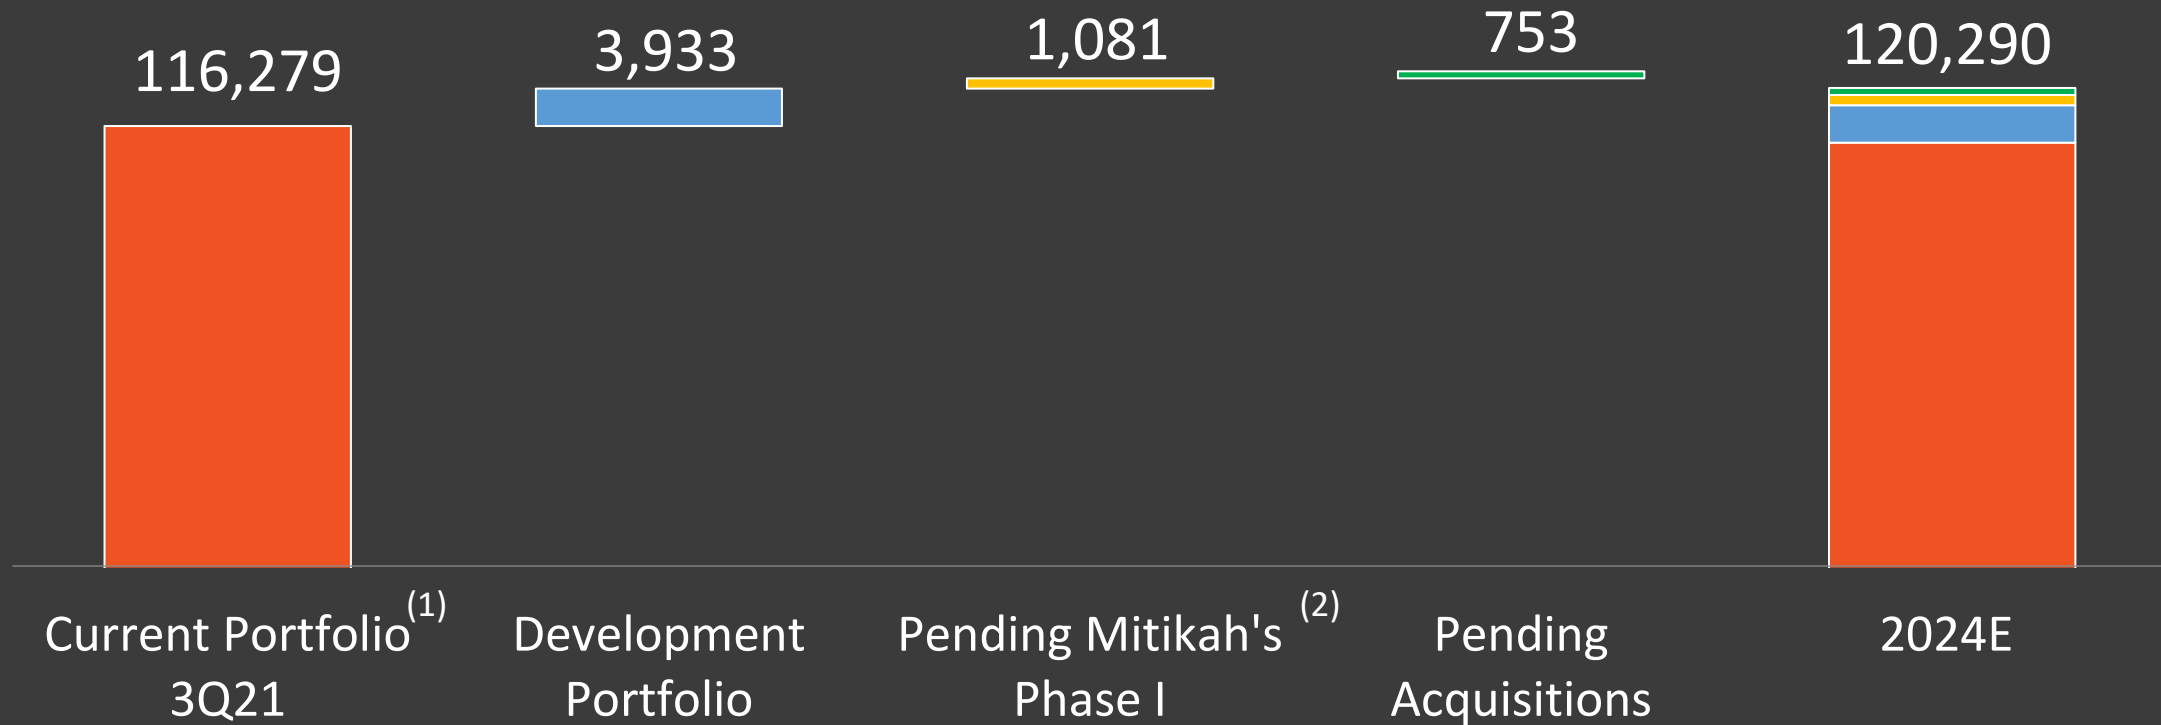 116,279
3,933
1,081
753
120,290
Current Portfolio (1)
3Q21
Development
Portfolio
Pending Mitikah's (2)
Phase I
Pending
Acquisitions
2024E